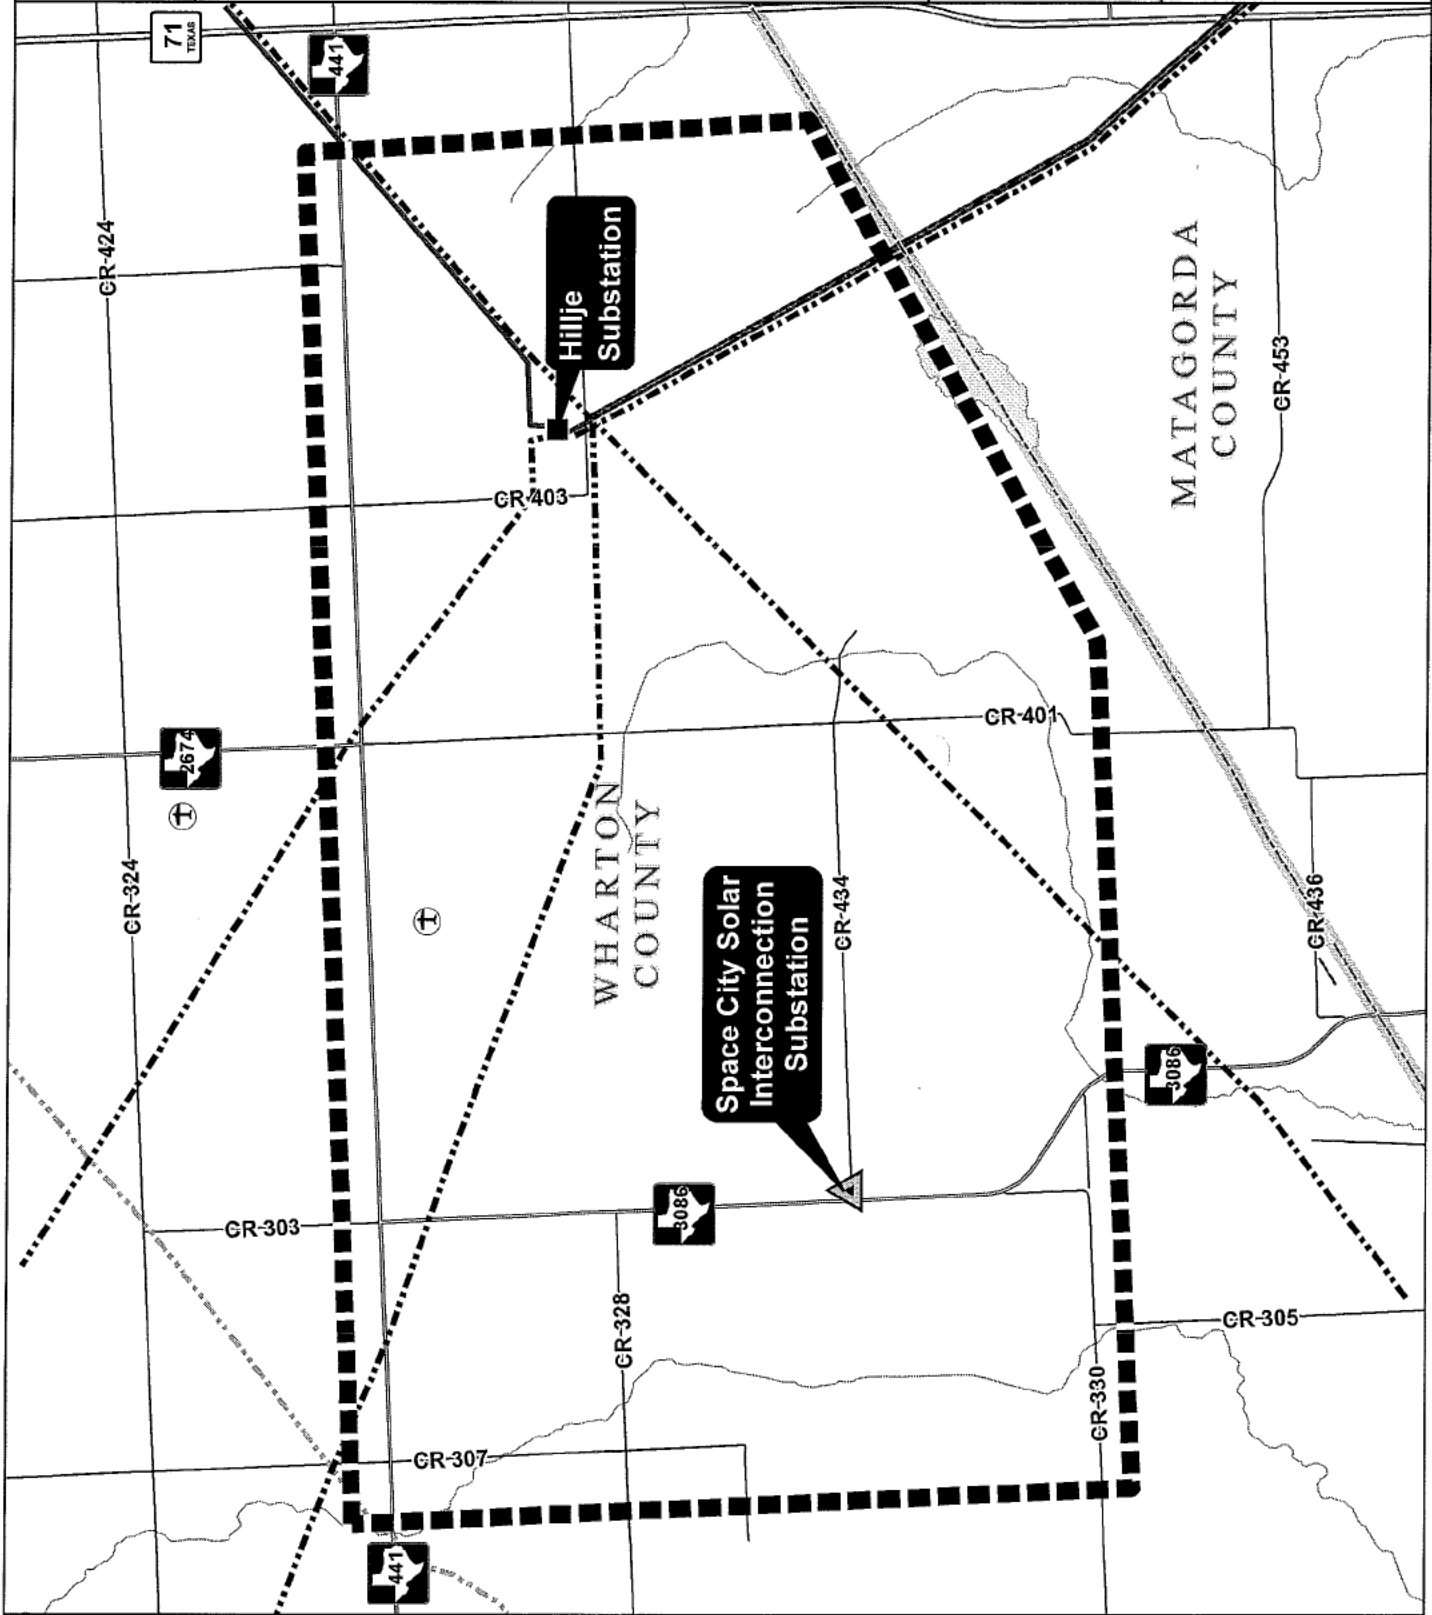 71
TEXAS
441
CR-424
Hillje
Substation
MATAGORDA
COUNTY
CR-453
CR-403
CR-401
2674
CR-324
WHARTON
COUNTY
Space City Solar
Interconnection
Substation
CR-434
CR-436
3086
3086
CR-303
CR-328
CR-305
CR-330
CR-307
441